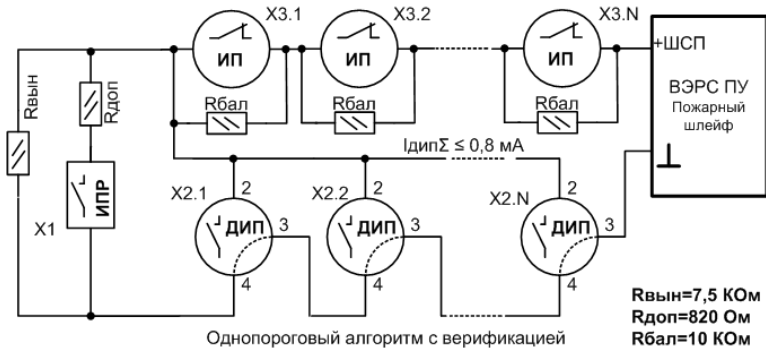 X3.1
X3.2
X3.N
ИП
ИП
ИП
+ШСП
Rвын
Rдоп
Rбал
Rбал
Rбал
ВЭРС ПУ
Пожарный
шлейф
IдипΣ ≤ 0,8 мА
X2.1
2
X2.2
2
X2.N
2
ИПР
X1
ДИП
3
ДИП
3
ДИП
3
4
4
4
Rвын=7,5 КОм
Rдоп=820 Ом
Rбал=10 КОм
Однопороговый алгоритм с верификацией